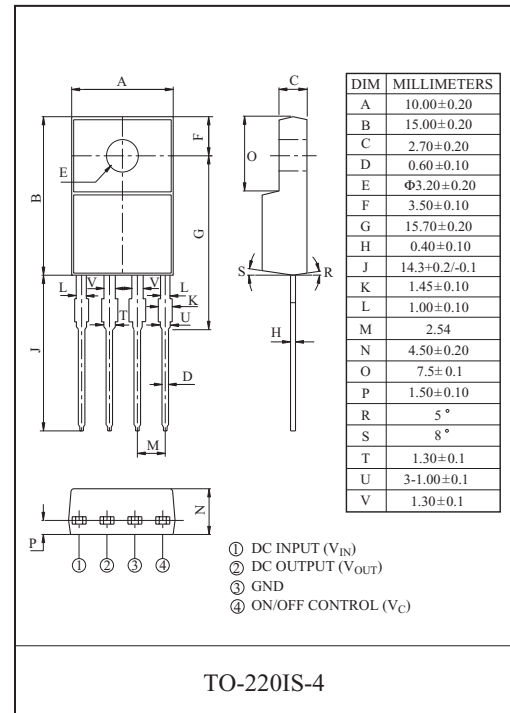 A
C
F
E
O
B
G
S
R
L
V
V
L
K
T
U
H
J
D
M
N
P
① ② ③ ④
DIM MILLIMETERS
A 10.00±0.20
B 15.00±0.20
C 2.70±0.20
D 0.60±0.10
E Φ3.20±0.20
F 3.50±0.10
G 15.70±0.20
H 0.40±0.10
J 14.3+0.2/-0.1
K 1.45±0.10
L 1.00±0.10
M 2.54
N 4.50±0.20
O 7.5±0.1
P 1.50±0.10
R 5°
S 8°
T 1.30±0.1
U 3-1.00±0.1
V 1.30±0.1
① DC INPUT (VIN)
② DC OUTPUT (VOUT)
③ GND
④ ON/OFF CONTROL (VC)
TO-220IS-4